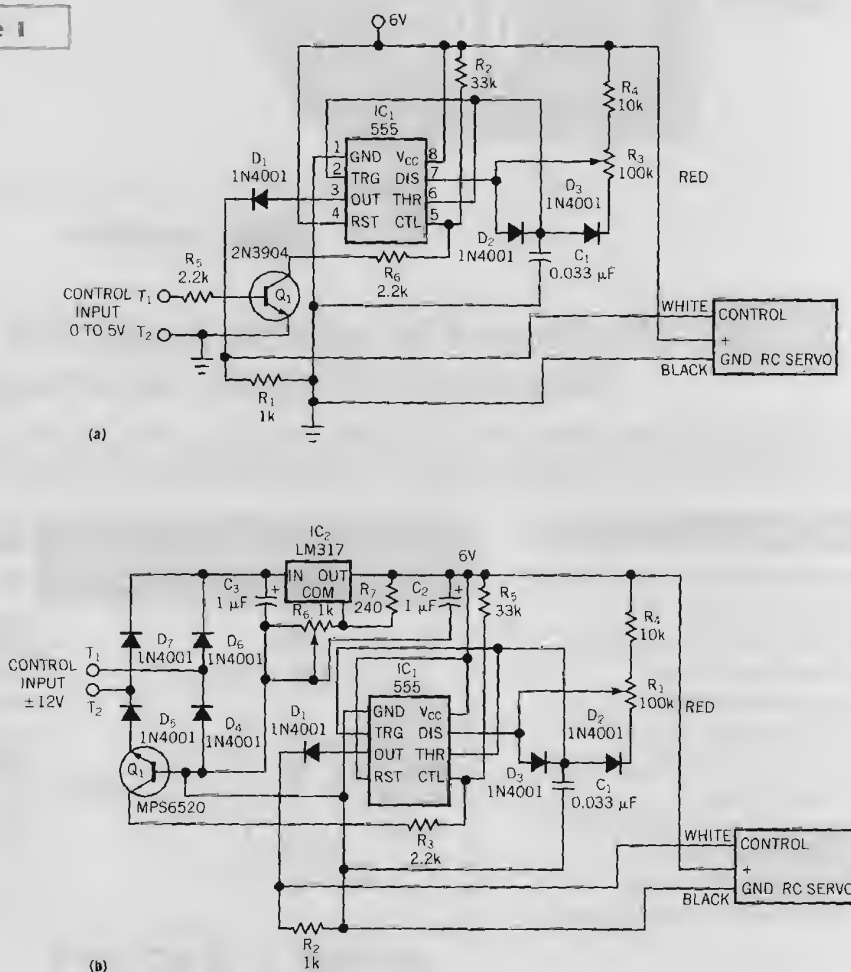 e 1
6V
R2
33k
R4
10k
IC1
555
D1
1N4001
1 GND VCC 8
2 TRG DIS 7
3 OUT THR 6
4 RST CTL 5
D3
1N4001
R3
100k
RED
R5
2.2k
2N3904
D2
1N4001
C1
0.033 µF
R6
2.2k
CONTROL T1
INPUT
0 TO 5V T2
Q1
WHITE
CONTROL
+
GND RC SERVO
BLACK
R1
1k
(a)
IC2
LM317
6V
C3
1 µF
IN OUT
COM
R7
240
C2
1 µF
R5
33k
R6 1k
R4
10k
D7
1N4001
D6
1N4001
CONTROL T1
INPUT
±12V T2
IC1
555
R1
100k
RED
D5
1N4001
D4
1N4001
D1
1N4001
GND VCC
TRG DIS
OUT THR
RST CTL
D2
1N4001
D3
1N4001
C1
0.033 µF
Q1
MPS6520
R3
2.2k
WHITE
CONTROL
+
GND RC SERVO
BLACK
R2
1k
(b)